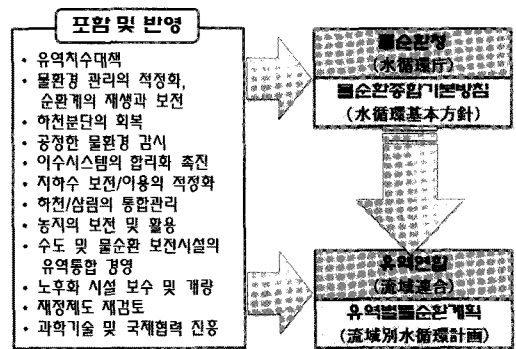 포함 및 반영
• 유역치수대책
• 물환경 관리의 적정화,
순환계의 재생과 보전
• 하천분단의 회복
• 공정한 물환경 감시
• 이수시스템의 합리화 촉진
• 지하수 보전/이용의 적정화
• 하천/삼림의 통합관리
• 농지의 보전 및 활용
• 수도 및 물순환 보전시설의
유역통합 경영
• 노후화 시설 보수 및 개량
• 재정제도 재검토
• 과학기술 및 국제협력 진흥
물순환청
(水循環庁)
물순환종합기본방침
(水循環基本方針)
유역연합
(流域連合)
유역별물순환계획
(流域別水循環計画)